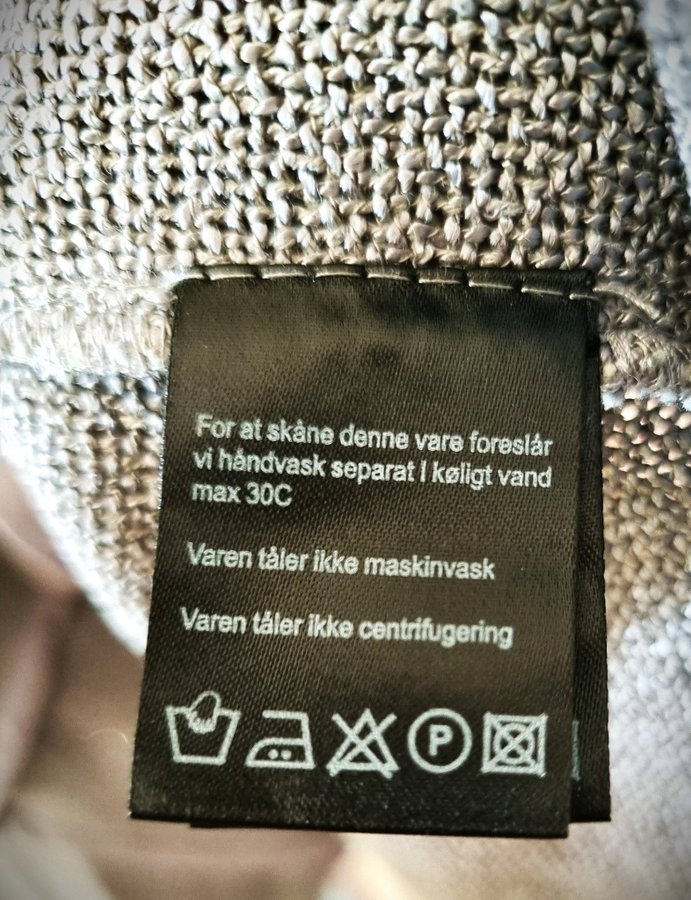 For at skåne denne vare foreslår
vi håndvask separat I køligt vand
max 30C
Varen tåler ikke maskinvask
Varen tåler ikke centrifugering
P